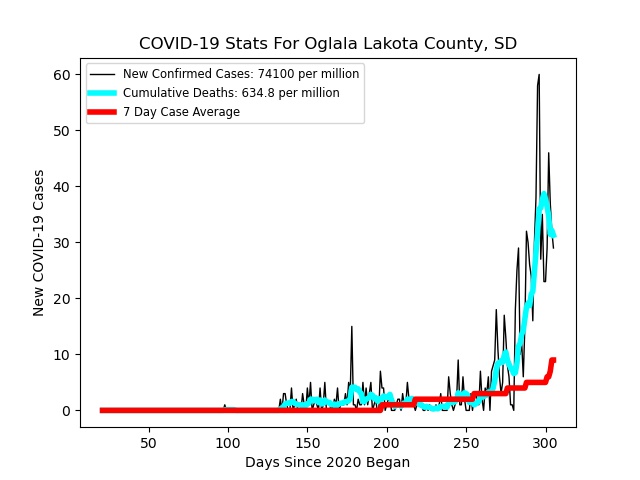 COVID-19 Stats For Oglala Lakota County, SD
New Confirmed Cases: 74100 per million
Cumulative Deaths: 634.8 per million
7 Day Case Average
60
50
40
30
20
10
0
New COVID-19 Cases
50 100 150 200 250 300
Days Since 2020 Began